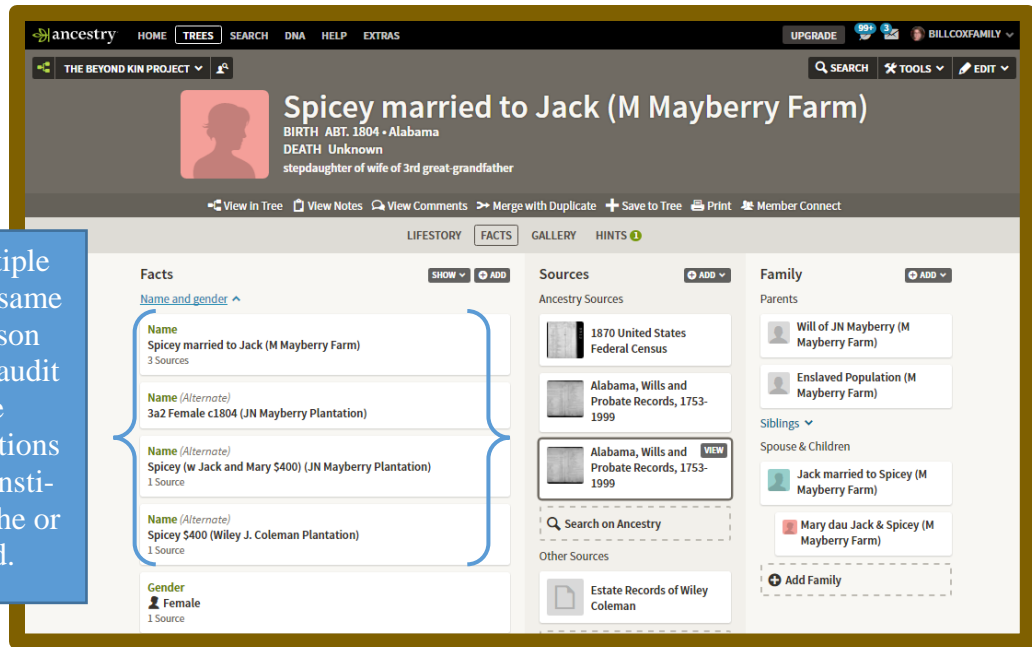 ancestry HOME TREES SEARCH DNA HELP EXTRAS UPGRADE 99+ 3 BILLCOXFAMILY
THE BEYOND KIN PROJECT SEARCH TOOLS EDIT
Spicey married to Jack (M Mayberry Farm)
BIRTH ABT. 1804 • Alabama
DEATH Unknown
stepdaughter of wife of 3rd great-grandfather
View in Tree View Notes View Comments Merge with Duplicate Save to Tree Print Member Connect
LIFESTORY FACTS GALLERY HINTS 1
tiple
same
son
audit
e
tions
nsti-
he or
d.
Facts SHOW ADD
Name and gender
Name
Spicey married to Jack (M Mayberry Farm)
3 Sources
Name (Alternate)
3a2 Female c1804 (JN Mayberry Plantation)
Name (Alternate)
Spicey (w Jack and Mary $400) (JN Mayberry Plantation)
1 Source
Name (Alternate)
Spicey $400 (Wiley J. Coleman Plantation)
1 Source
Gender
Female
1 Source
Sources ADD
Ancestry Sources
1870 United States
Federal Census
Alabama, Wills and
Probate Records, 1753-
1999
Alabama, Wills and VIEW
Probate Records, 1753-
1999
Search on Ancestry
Other Sources
Estate Records of Wiley
Coleman
Family ADD
Parents
Will of JN Mayberry (M
Mayberry Farm)
Enslaved Population (M
Mayberry Farm)
Siblings
Spouse & Children
Jack married to Spicey (M
Mayberry Farm)
Mary dau Jack & Spicey (M
Mayberry Farm)
Add Family